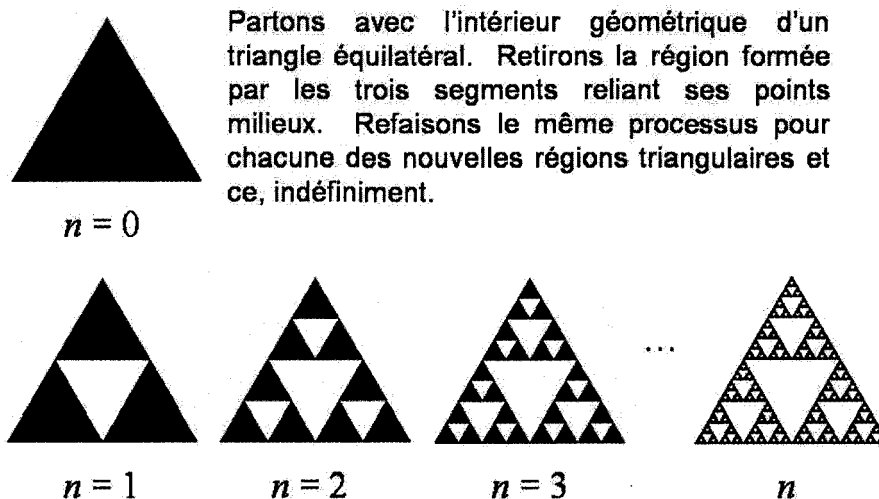 Partons avec l'intérieur géométrique d'un
triangle équilatéral. Retirons la région formée
par les trois segments reliant ses points
milieux. Refaisons le même processus pour
chacune des nouvelles régions triangulaires et
ce, indéfiniment.
n = 0
...
n = 1
n = 2
n = 3
n